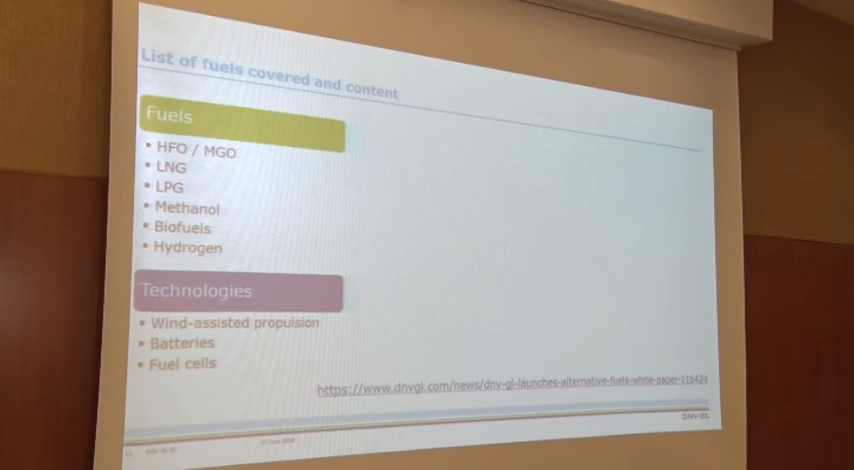 List of fuels covered and content
Fuels
▪ HFO / MGO
▪ LNG
▪ LPG
▪ Methanol
▪ Biofuels
▪ Hydrogen
Technologies
▪ Wind-assisted propulsion
▪ Batteries
▪ Fuel cells
https://www.dnvgl.com/news/dnv-gl-launches-alternative-fuels-white-paper-116424
DNV·GL